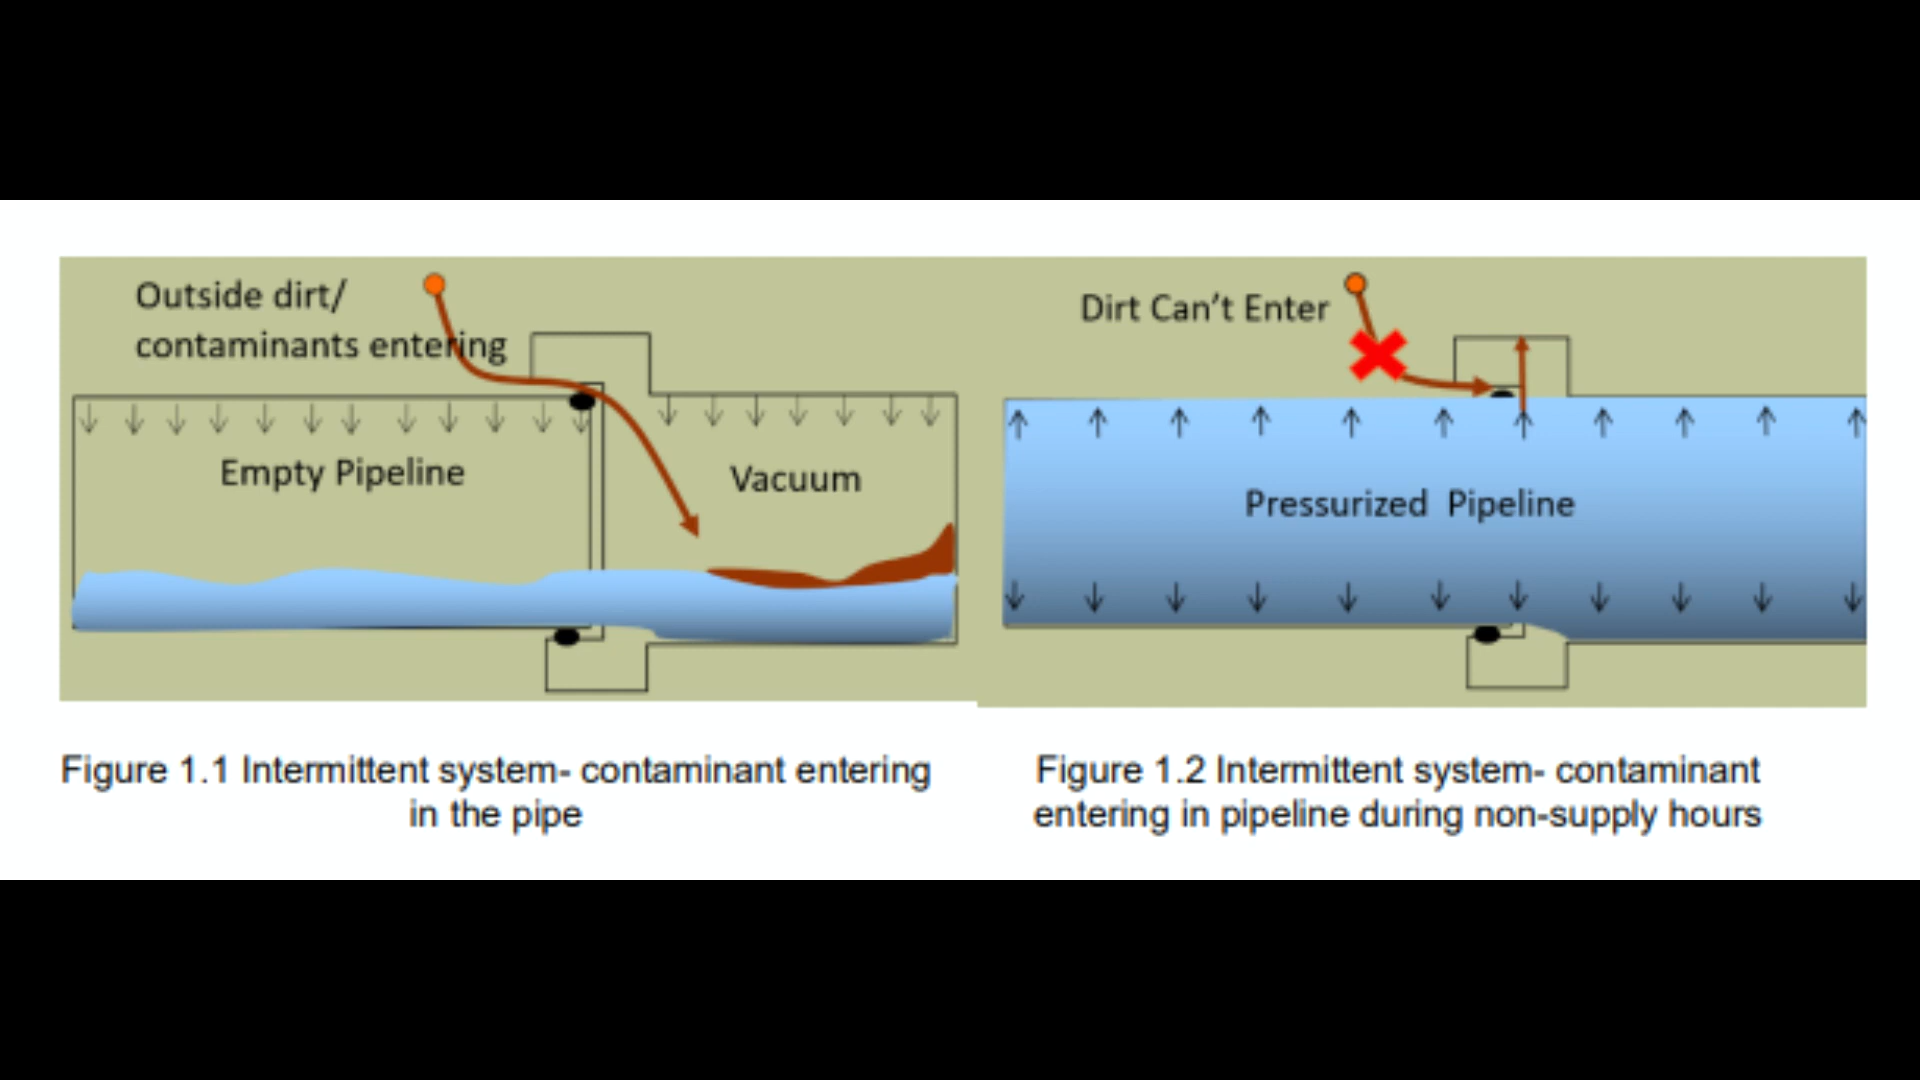 Outside dirt/
contaminants entering
Empty Pipeline
Vacuum
Figure 1.1 Intermittent system- contaminant entering
in the pipe
Dirt Can't Enter
Pressurized Pipeline
Figure 1.2 Intermittent system- contaminant
entering in pipeline during non-supply hours